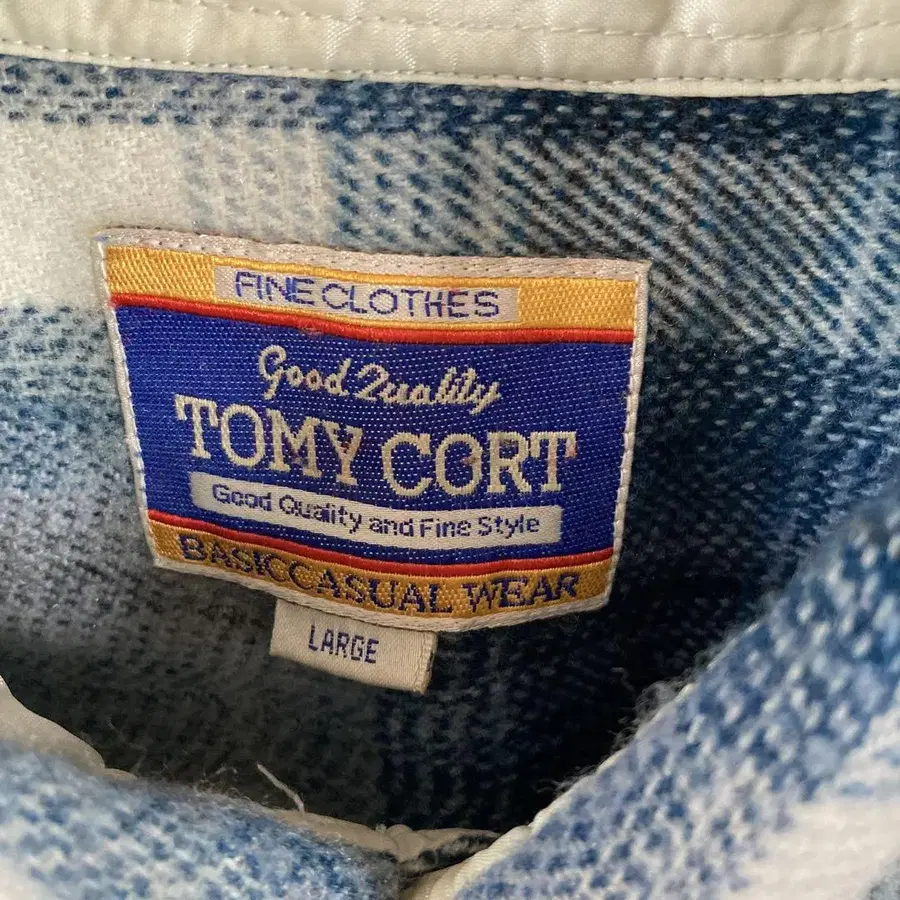 FINE CLOTHES
Good Quality
TOMY CORT
Good Quality and Fine Style
BASICCASUAL WEAR
LARGE